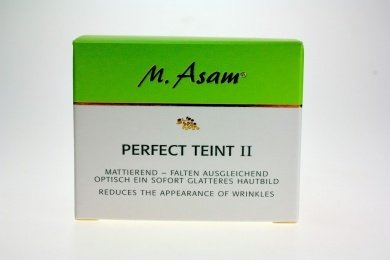 M. Asam®
PERFECT TEINT II
MATTIEREND – FALTEN AUSGLEICHEND
OPTISCH EIN SOFORT GLATTERES HAUTBILD
REDUCES THE APPEARANCE OF WRINKLES